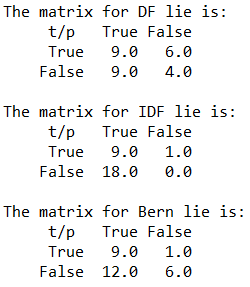 The matrix for DF lie is:
t/p True False
True 9.0 6.0
False 9.0 4.0
The matrix for IDF lie is:
t/p True False
True 9.0 1.0
False 18.0 0.0
The matrix for Bern lie is:
t/p True False
True 9.0 1.0
False 12.0 6.0